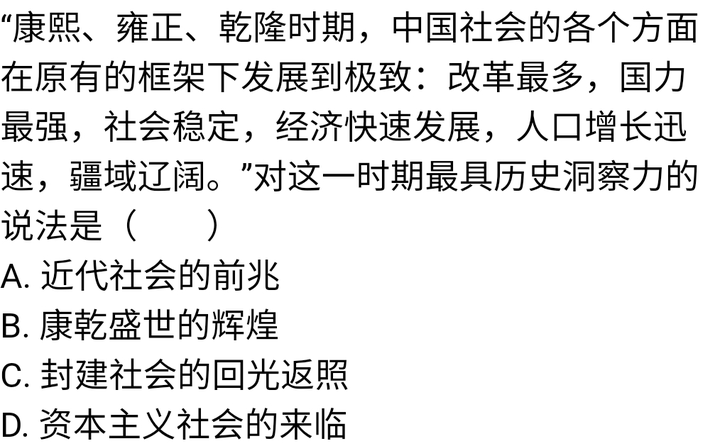 “康熙、雍正、乾隆时期，中国社会的各个方面
在原有的框架下发展到极致：改革最多，国力
最强，社会稳定，经济快速发展，人口增长迅
速，疆域辽阔。”对这一时期最具历史洞察力的
说法是（　　）
A. 近代社会的前兆
B. 康乾盛世的辉煌
C. 封建社会的回光返照
D. 资本主义社会的来临